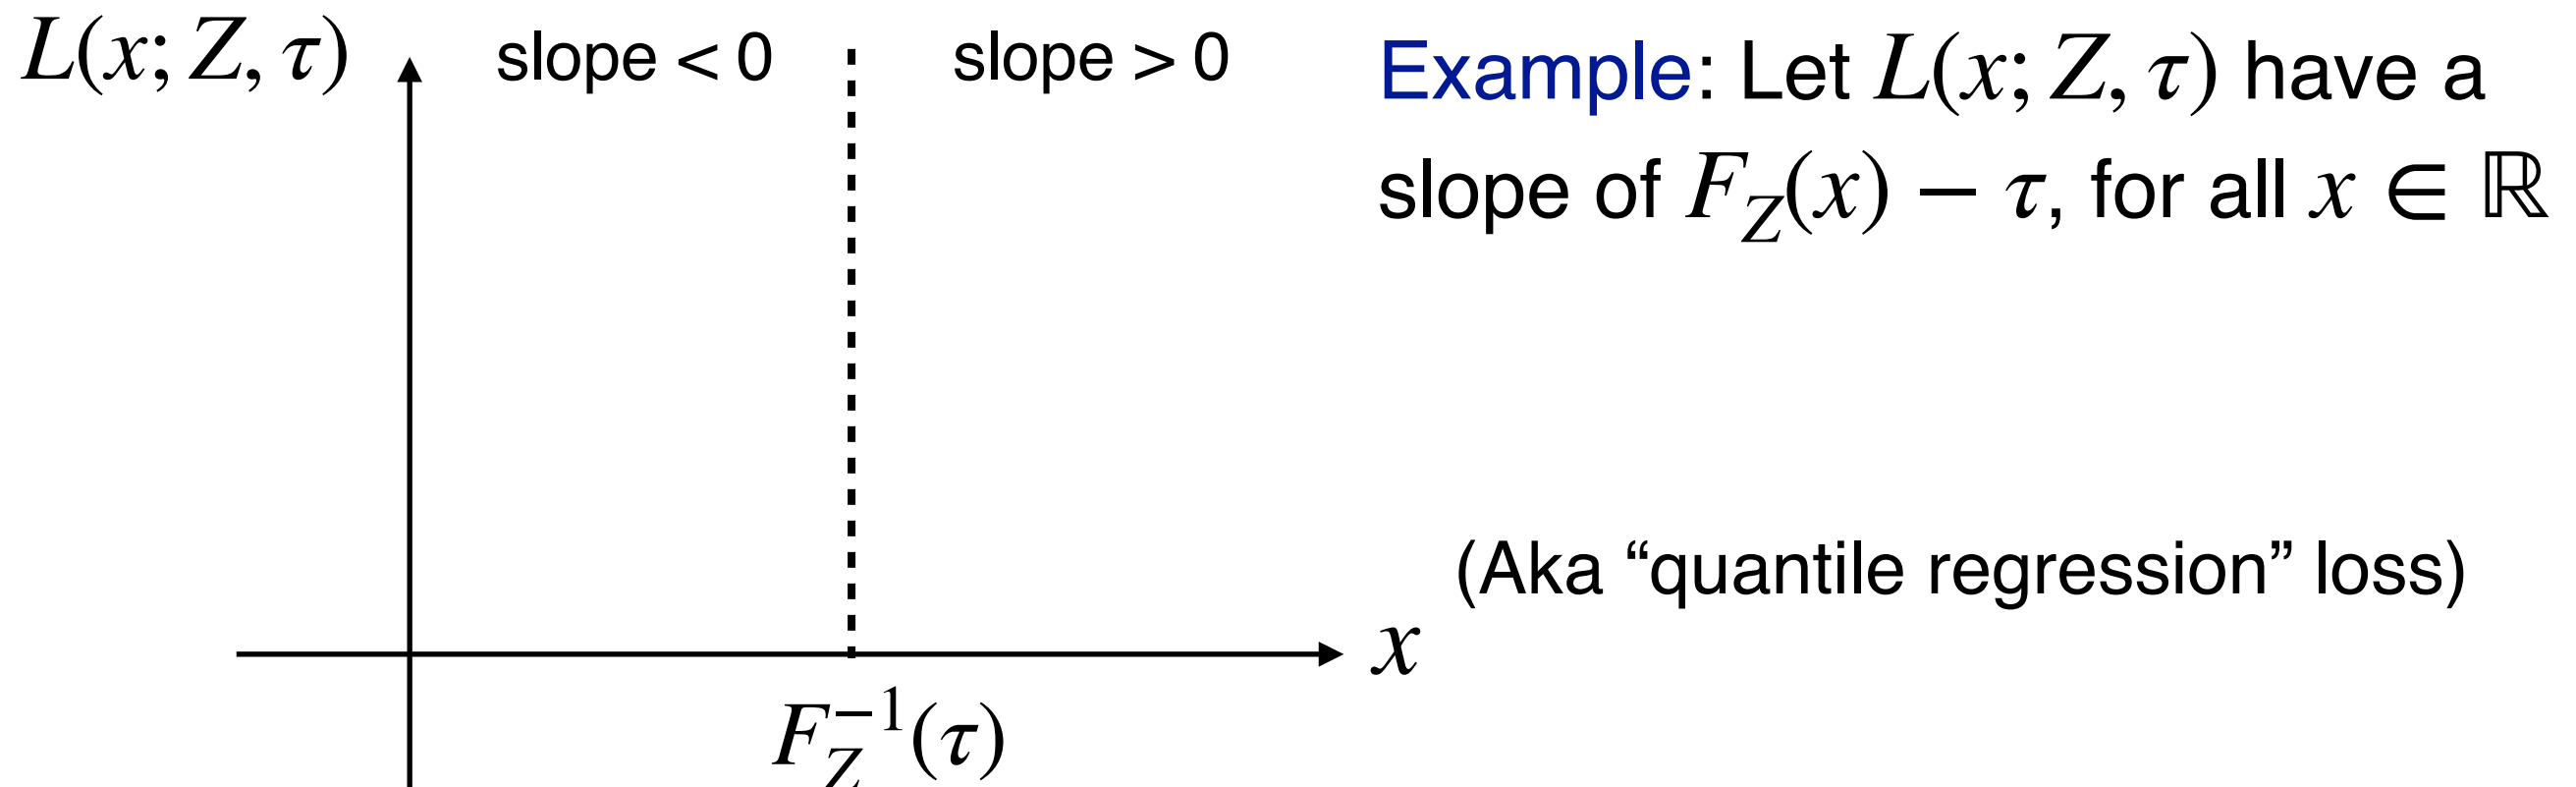 L(x; Z, τ)
slope < 0
slope > 0
Example: Let L(x; Z, τ) have a
slope of F_Z(x) − τ, for all x ∈ ℝ
(Aka “quantile regression” loss)
x
F_Z^{−1}(τ)